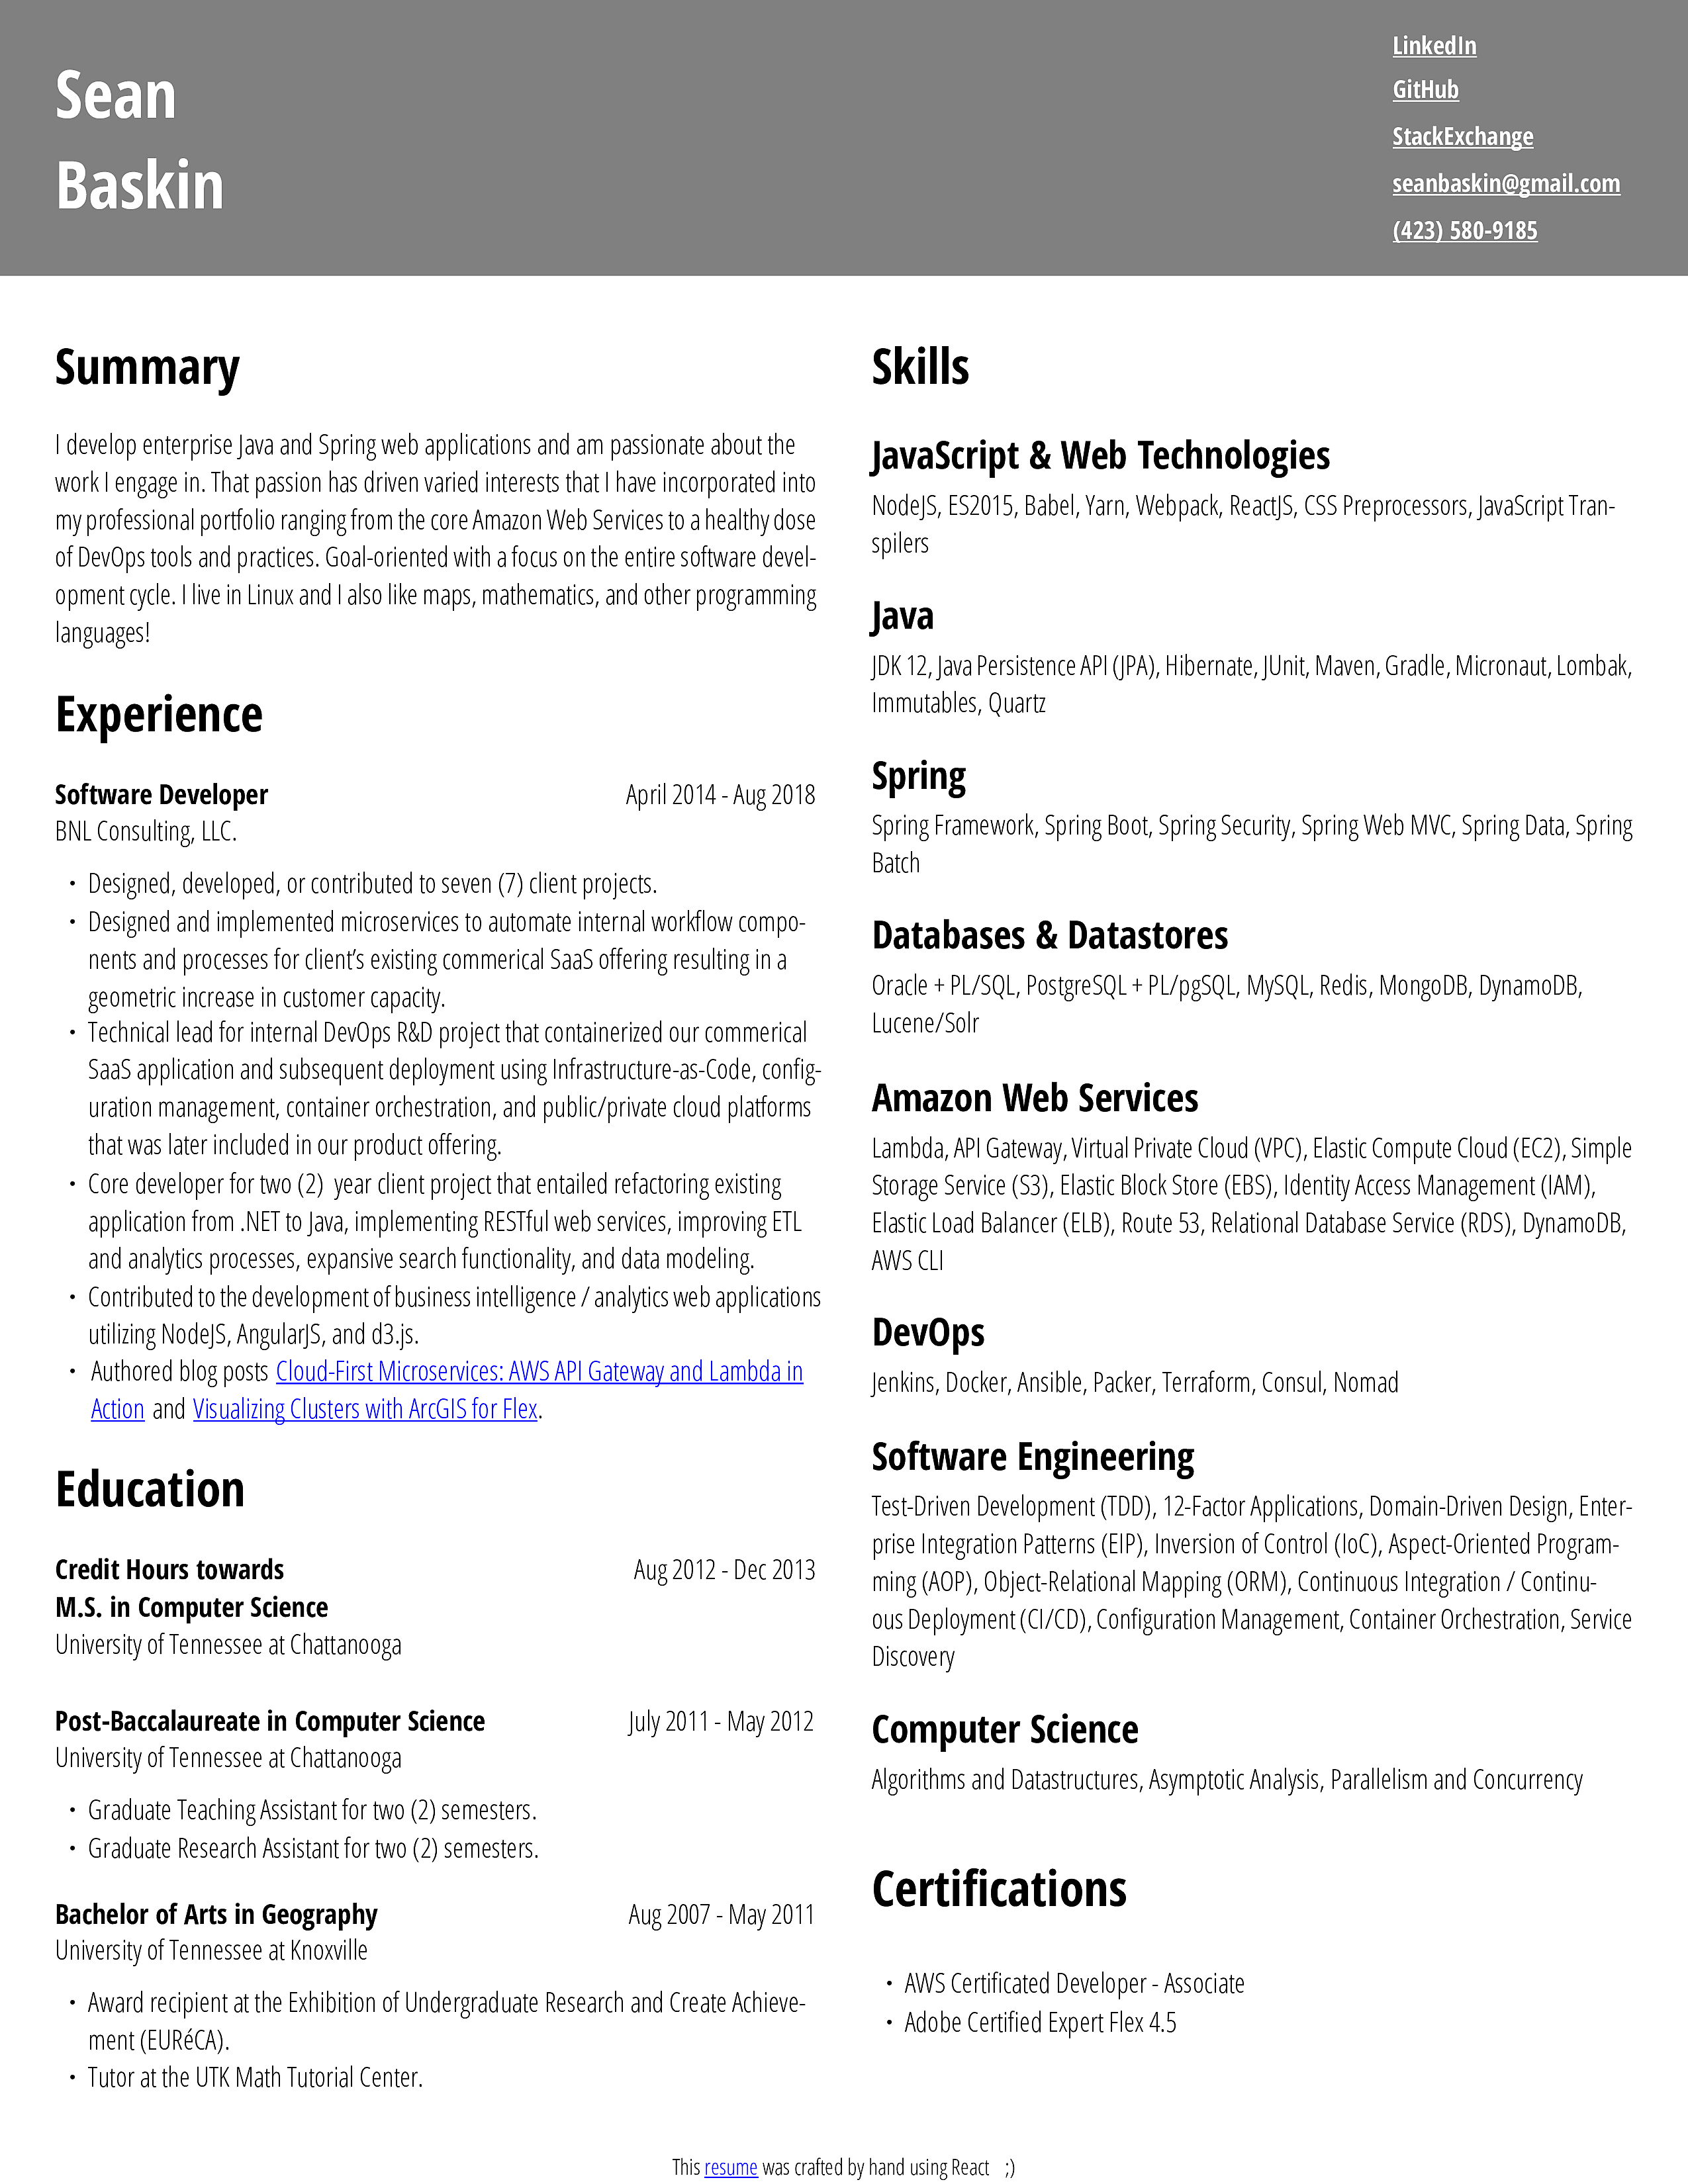 Sean
Baskin
LinkedIn
GitHub
StackExchange
seanbaskin@gmail.com
(423) 580-9185
Summary
I develop enterprise Java and Spring web applications and am passionate about the
work I engage in. That passion has driven varied interests that I have incorporated into
my professional portfolio ranging from the core Amazon Web Services to a healthy dose
of DevOps tools and practices. Goal-oriented with a focus on the entire software devel-
opment cycle. I live in Linux and I also like maps, mathematics, and other programming
languages!
Experience
Software Developer April 2014 - Aug 2018
BNL Consulting, LLC.
• Designed, developed, or contributed to seven (7) client projects.
• Designed and implemented microservices to automate internal workflow compo-
nents and processes for client's existing commerical SaaS offering resulting in a
geometric increase in customer capacity.
• Technical lead for internal DevOps R&D project that containerized our commerical
SaaS application and subsequent deployment using Infrastructure-as-Code, config-
uration management, container orchestration, and public/private cloud platforms
that was later included in our product offering.
• Core developer for two (2) year client project that entailed refactoring existing
application from .NET to Java, implementing RESTful web services, improving ETL
and analytics processes, expansive search functionality, and data modeling.
• Contributed to the development of business intelligence / analytics web applications
utilizing NodeJS, AngularJS, and d3.js.
• Authored blog posts Cloud-First Microservices: AWS API Gateway and Lambda in
Action and Visualizing Clusters with ArcGIS for Flex.
Education
Credit Hours towards Aug 2012 - Dec 2013
M.S. in Computer Science
University of Tennessee at Chattanooga
Post-Baccalaureate in Computer Science July 2011 - May 2012
University of Tennessee at Chattanooga
• Graduate Teaching Assistant for two (2) semesters.
• Graduate Research Assistant for two (2) semesters.
Bachelor of Arts in Geography Aug 2007 - May 2011
University of Tennessee at Knoxville
• Award recipient at the Exhibition of Undergraduate Research and Create Achieve-
ment (EURéCA).
• Tutor at the UTK Math Tutorial Center.
Skills
JavaScript & Web Technologies
NodeJS, ES2015, Babel, Yarn, Webpack, ReactJS, CSS Preprocessors, JavaScript Tran-
spilers
Java
JDK 12, Java Persistence API (JPA), Hibernate, JUnit, Maven, Gradle, Micronaut, Lombak,
Immutables, Quartz
Spring
Spring Framework, Spring Boot, Spring Security, Spring Web MVC, Spring Data, Spring
Batch
Databases & Datastores
Oracle + PL/SQL, PostgreSQL + PL/pgSQL, MySQL, Redis, MongoDB, DynamoDB,
Lucene/Solr
Amazon Web Services
Lambda, API Gateway, Virtual Private Cloud (VPC), Elastic Compute Cloud (EC2), Simple
Storage Service (S3), Elastic Block Store (EBS), Identity Access Management (IAM),
Elastic Load Balancer (ELB), Route 53, Relational Database Service (RDS), DynamoDB,
AWS CLI
DevOps
Jenkins, Docker, Ansible, Packer, Terraform, Consul, Nomad
Software Engineering
Test-Driven Development (TDD), 12-Factor Applications, Domain-Driven Design, Enter-
prise Integration Patterns (EIP), Inversion of Control (IoC), Aspect-Oriented Program-
ming (AOP), Object-Relational Mapping (ORM), Continuous Integration / Continu-
ous Deployment (CI/CD), Configuration Management, Container Orchestration, Service
Discovery
Computer Science
Algorithms and Datastructures, Asymptotic Analysis, Parallelism and Concurrency
Certifications
• AWS Certificated Developer - Associate
• Adobe Certified Expert Flex 4.5
This resume was crafted by hand using React ;)